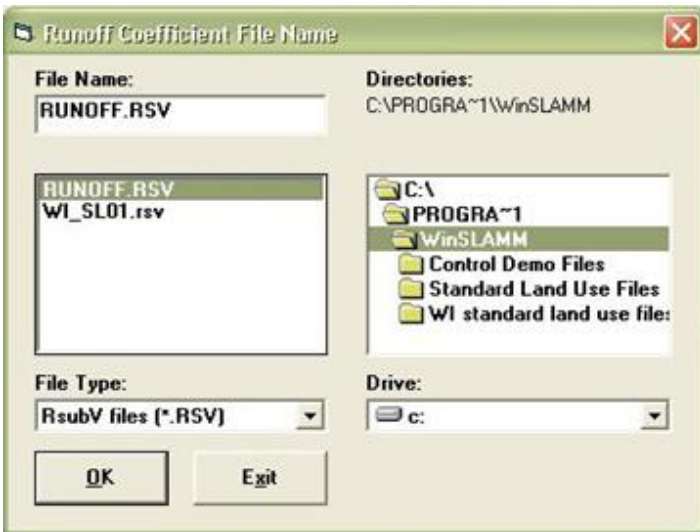 Runoff Coefficient File Name
File Name:
RUNOFF.RSV
Directories:
C:\PROGRA~1\WinSLAMM
RUNOFF.RSV
WI_SL01.rsv
C:\
PROGRA~1
WinSLAMM
Control Demo Files
Standard Land Use Files
WI standard land use files
File Type:
RsubV files (*.RSV)
Drive:
c:
OK
Exit